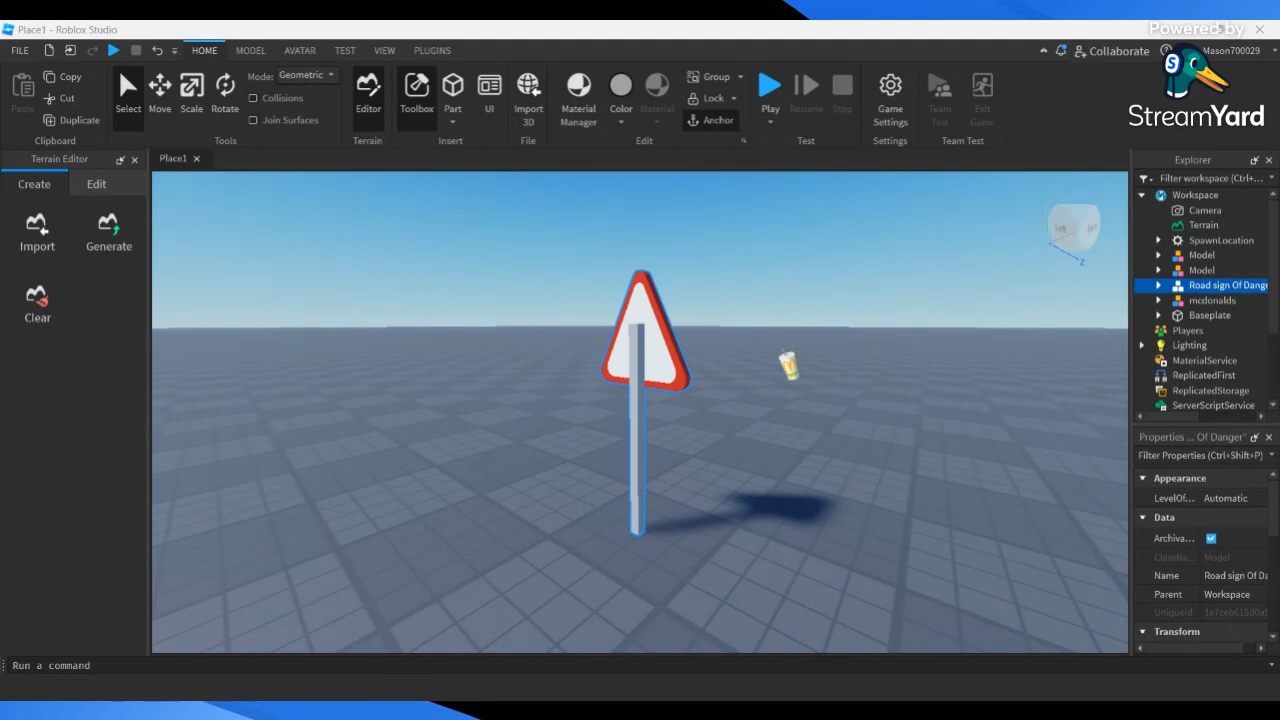 Place1 - Roblox Studio
Powered by
FILE HOME MODEL AVATAR TEST VIEW PLUGINS Collaborate Mason700029
StreamYard
Paste Copy Cut Duplicate
Select Move Scale Rotate
Mode: Geometric
Collisions
Join Surfaces
Editor Toolbox Part UI Import 3D
Material Manager Color Material
Group
Lock
Anchor
Play Resume Stop Game Settings Team Test Exit Game
Clipboard Tools Terrain Insert File Edit Test Settings Team Test
Terrain Editor
Place1
Create Edit
Import Generate
Clear
Explorer
Filter workspace (Ctrl+...
Workspace
Camera
Terrain
SpawnLocation
Model
Model
Road sign Of Dange
mcdonalds
Baseplate
Players
Lighting
MaterialService
ReplicatedFirst
ReplicatedStorage
ServerScriptService
Properties ... Of Danger"
Filter Properties (Ctrl+Shift+P)
Appearance
LevelOf... Automatic
Data
Archiva...
ClassNa... Model
Name Road sign Of Da
Parent Workspace
UniqueId 1e7ceb615d0a5
Transform
Z
Run a command